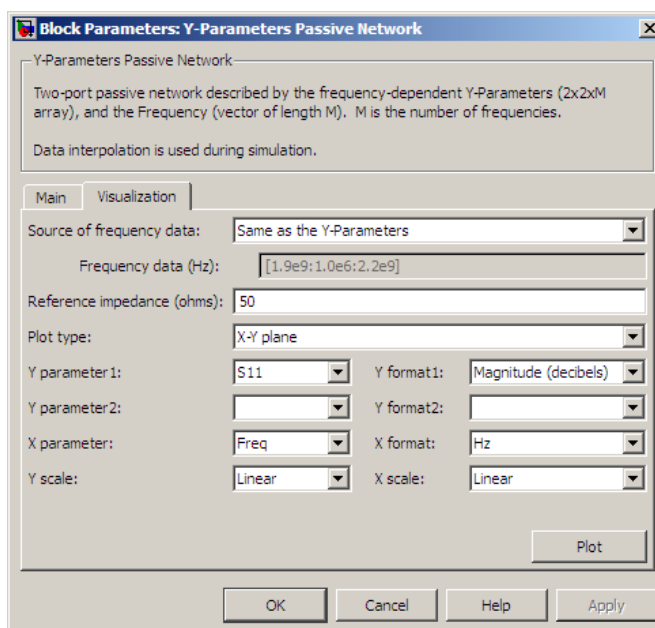 Block Parameters: Y-Parameters Passive Network
Y-Parameters Passive Network
Two-port passive network described by the frequency-dependent Y-Parameters (2x2xM
array), and the Frequency (vector of length M). M is the number of frequencies.
Data interpolation is used during simulation.
Main Visualization
Source of frequency data: Same as the Y-Parameters
Frequency data (Hz): [1.9e9:1.0e6:2.2e9]
Reference impedance (ohms): 50
Plot type: X-Y plane
Y parameter1: S11 Y format1: Magnitude (decibels)
Y parameter2: Y format2:
X parameter: Freq X format: Hz
Y scale: Linear X scale: Linear
Plot
OK Cancel Help Apply